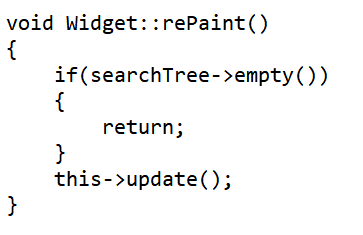 void Widget::rePaint()
{
    if(searchTree->empty())
    {
        return;
    }
    this->update();
}